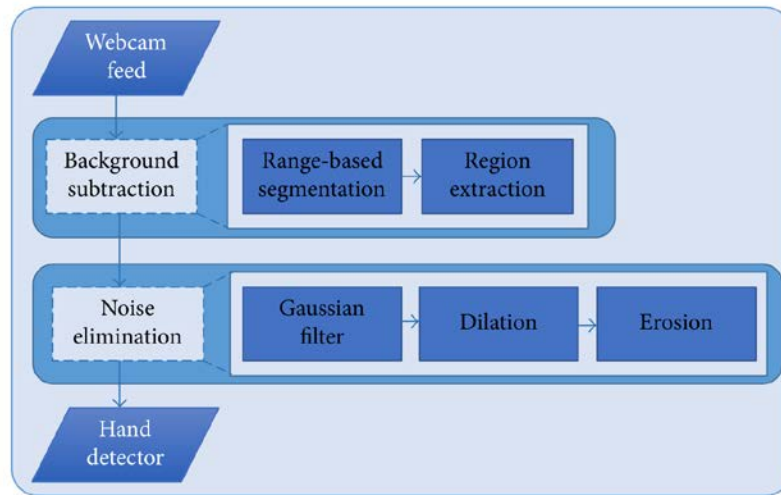 Webcam
feed
Background
subtraction
Range-based
segmentation
Region
extraction
Noise
elimination
Gaussian
filter
Dilation
Erosion
Hand
detector